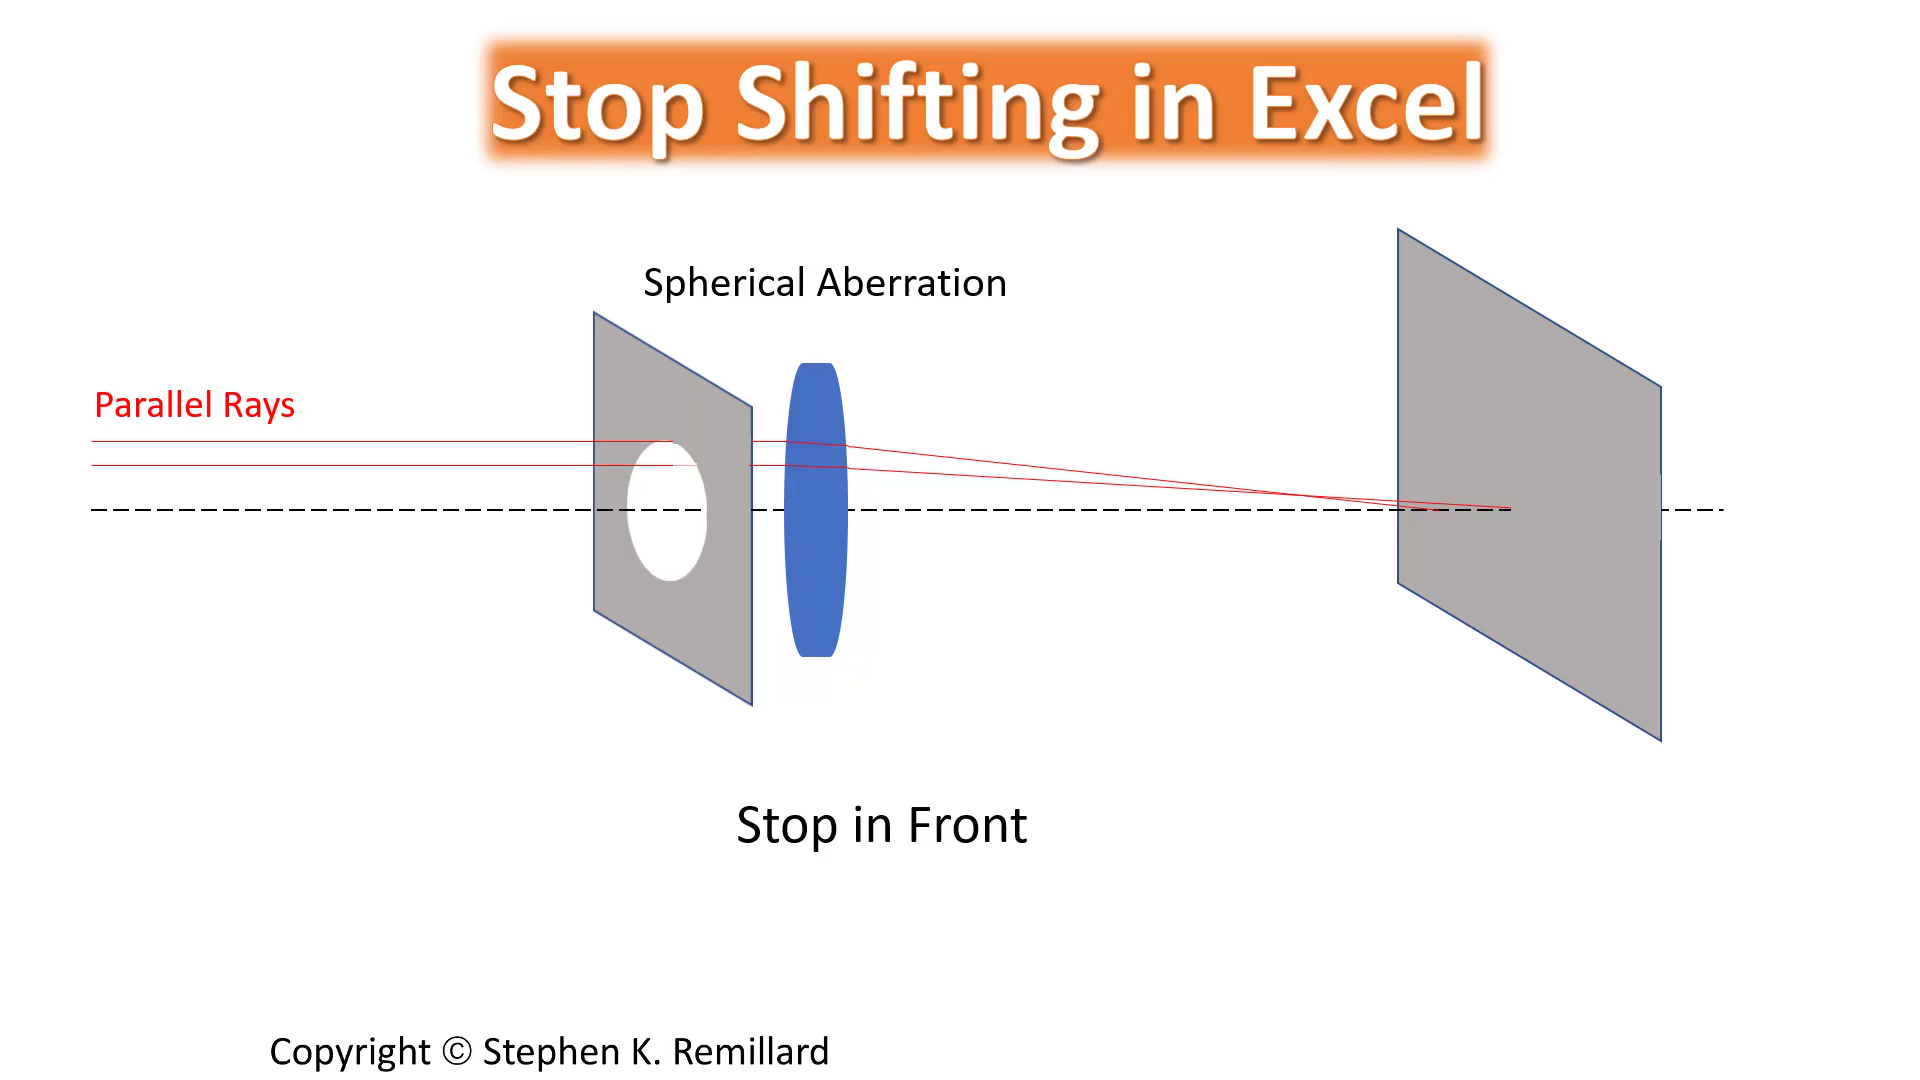 Stop Shifting in Excel
Spherical Aberration
Parallel Rays
Stop in Front
Copyright © Stephen K. Remillard